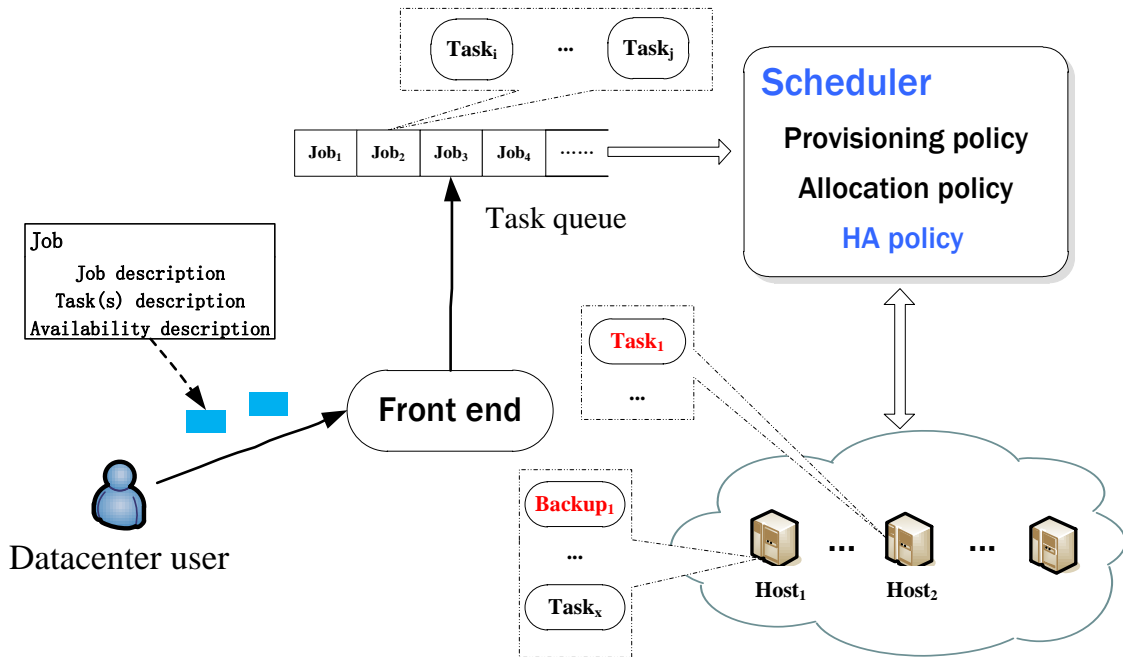 Taskᵢ ... Taskⱼ
Job₁ Job₂ Job₃ Job₄ ......
Task queue
Scheduler
Provisioning policy
Allocation policy
HA policy
Job
Job description
Task(s) description
Availability description
Front end
Datacenter user
Task₁
...
Backup₁
...
Taskₓ
... ...
Host₁ Host₂